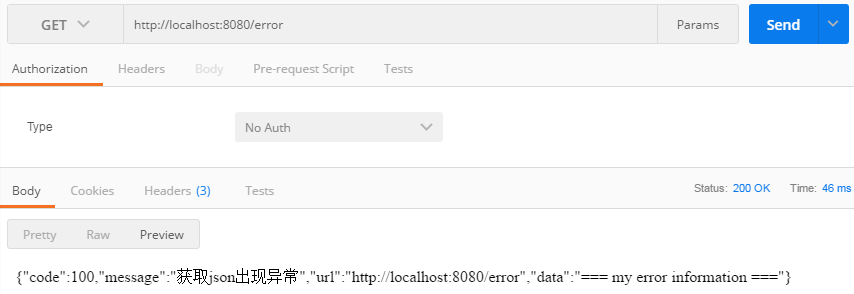 GET http://localhost:8080/error Params Send
Authorization Headers Body Pre-request Script Tests
Type No Auth
Body Cookies Headers (3) Tests Status: 200 OK Time: 46 ms
Pretty Raw Preview
{"code":100,"message":"获取json出现异常","url":"http://localhost:8080/error","data":"=== my error information ==="}